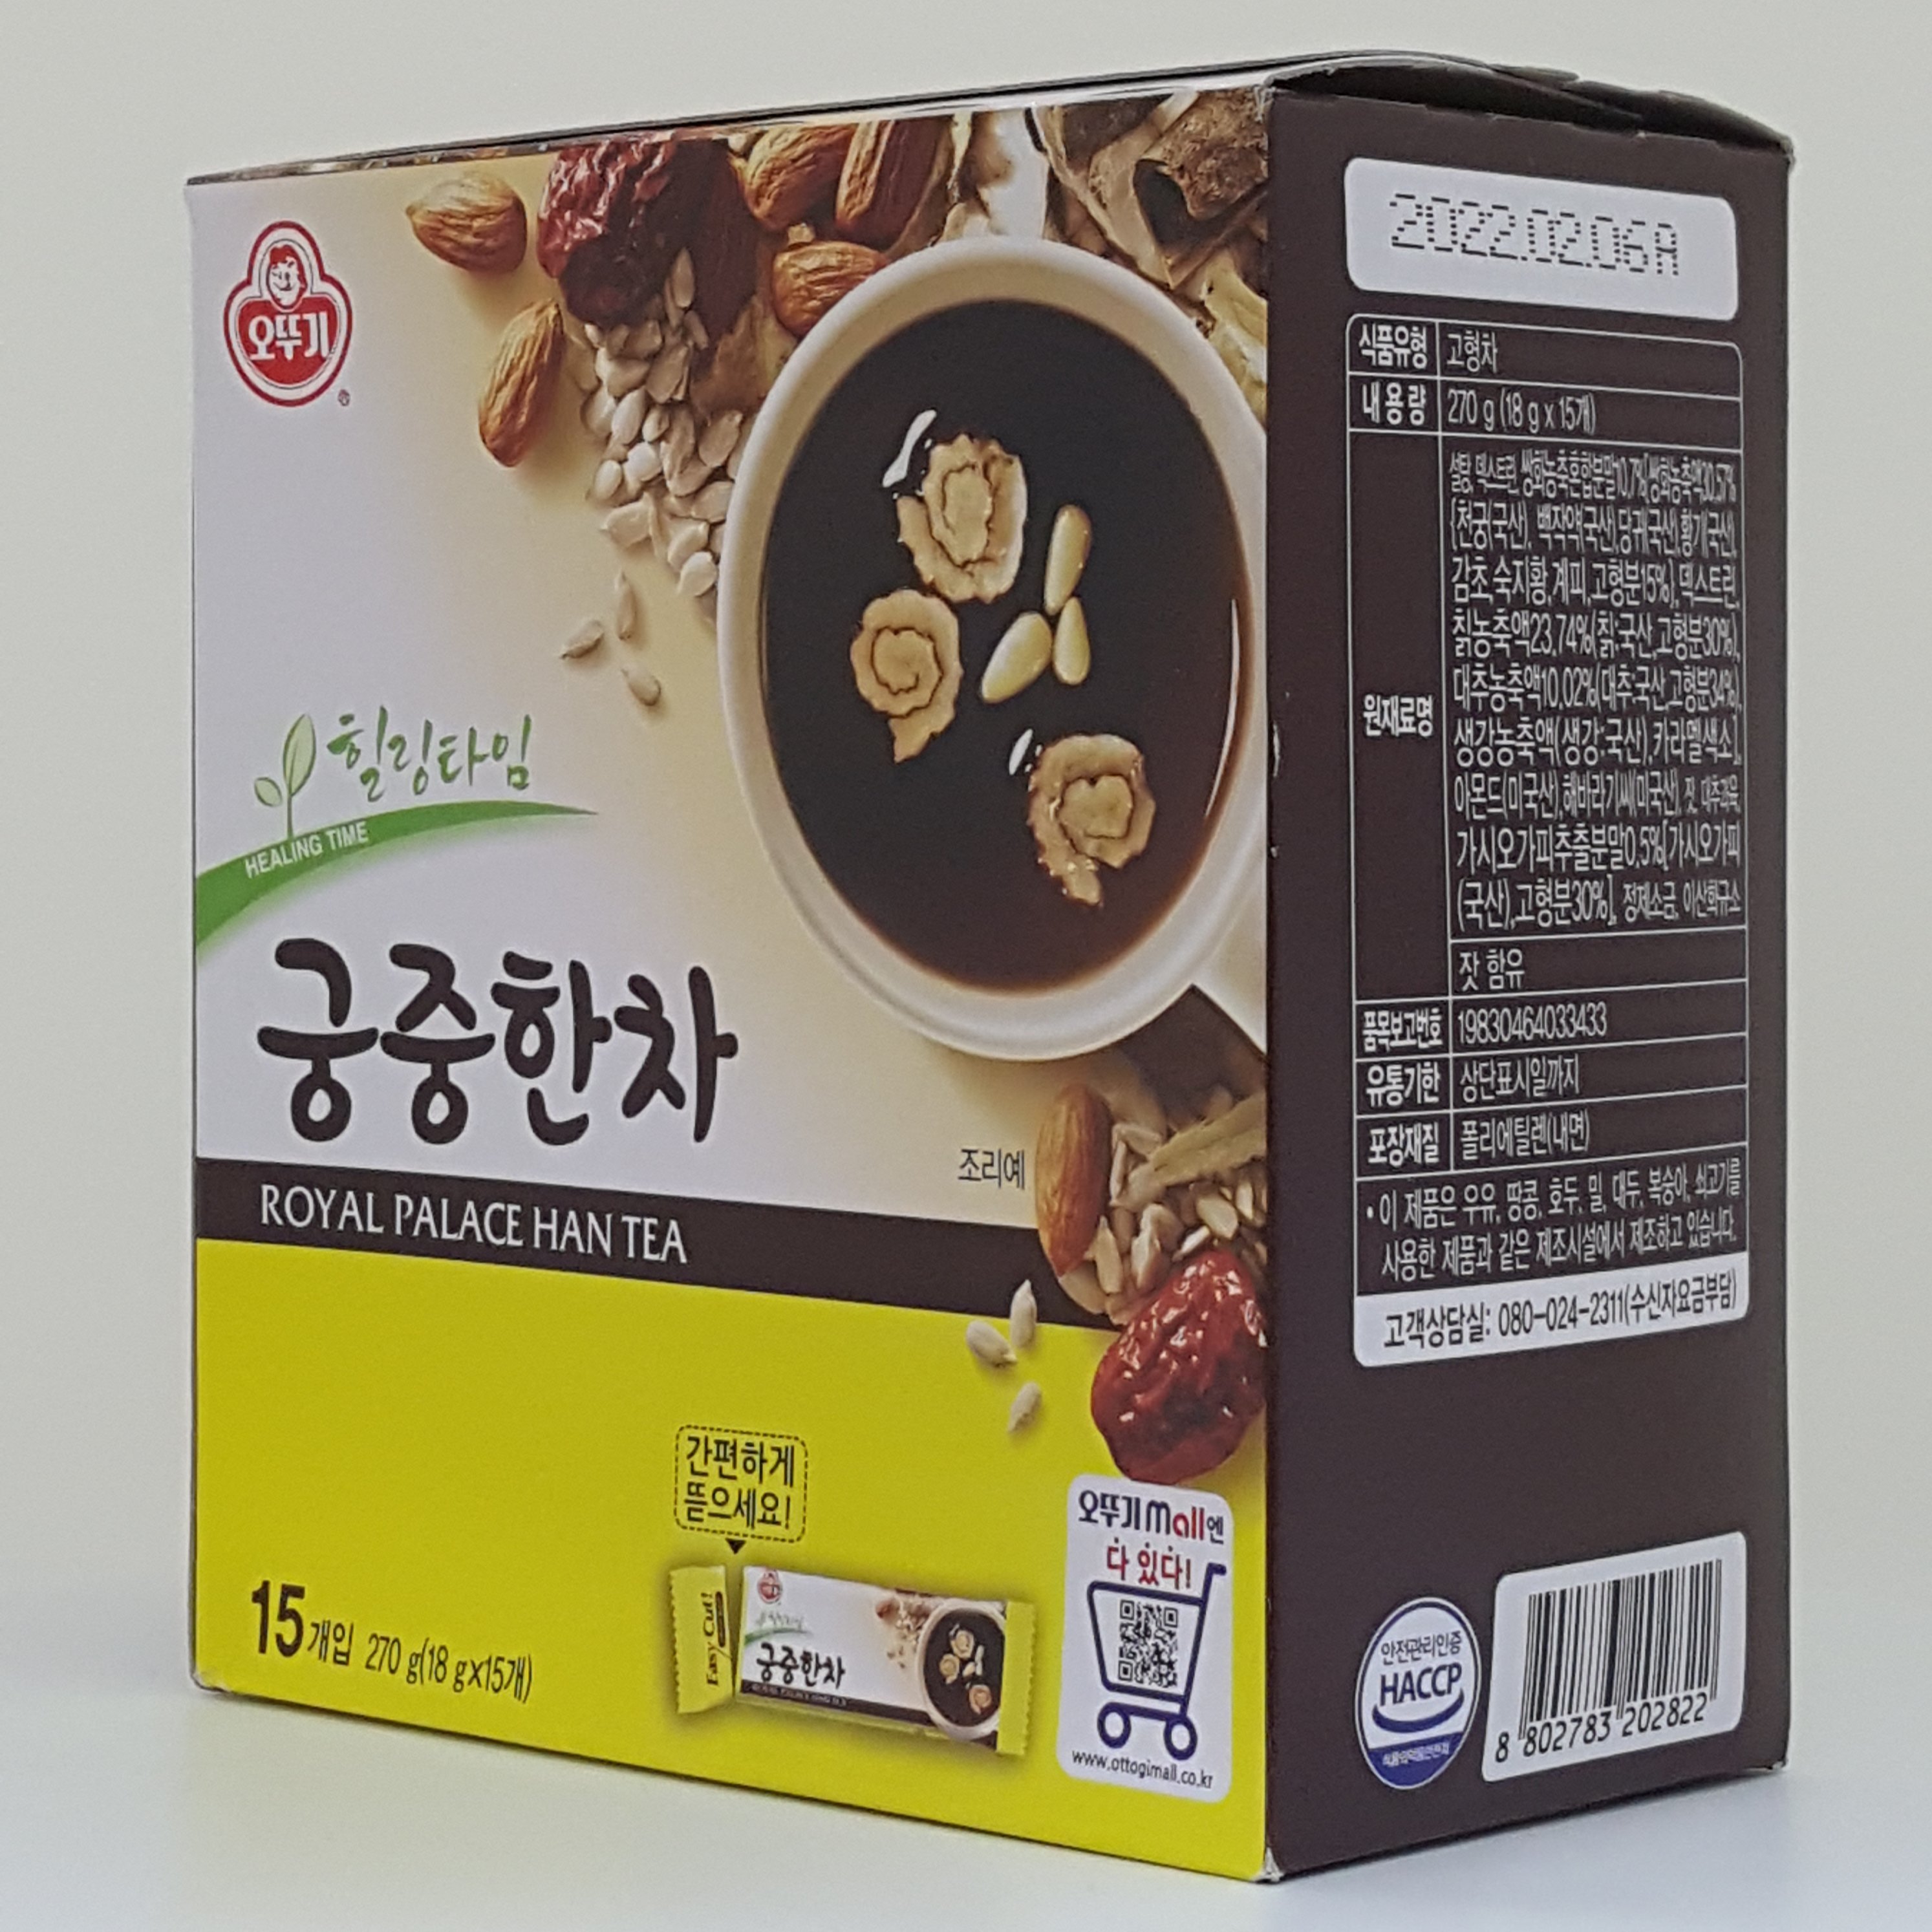 오뚜기
힐링타임
HEALING TIME
궁중한차
조리예
ROYAL PALACE HAN TEA
간편하게
뜯으세요!
Easy Cut!
궁중한차
15개입 270 g(18 g×15개)
오뚜기mall엔
다 있다!
www.ottogimall.co.kr
2022.02.06A
식품유형 고형차
내용량 270 g (18 g x 15개)
원재료명
설탕, 덱스트린, 쌍화농축혼합분말10.7%[쌍화농축액30.57%
{천궁(국산), 백작약(국산),당귀(국산),황기(국산),
감초,숙지황,계피,고형분15%},덱스트린,
칡농축액23.74%(칡:국산,고형분30%),
대추농축액10.02%(대추:국산,고형분34%),
생강농축액(생강:국산),카라멜색소],
아몬드(미국산),해바라기씨(미국산), 잣, 대추과육,
가시오가피추출분말0.5%[가시오가피
(국산),고형분30%], 정제소금, 이산화규소
잣 함유
품목보고번호 19830464033433
유통기한 상단표시일까지
포장재질 폴리에틸렌(내면)
• 이 제품은 우유, 땅콩, 호두, 밀, 대두, 복숭아, 쇠고기를
사용한 제품과 같은 제조시설에서 제조하고 있습니다.
고객상담실: 080-024-2311(수신자요금부담)
안전관리인증
HACCP
8 802783 202822